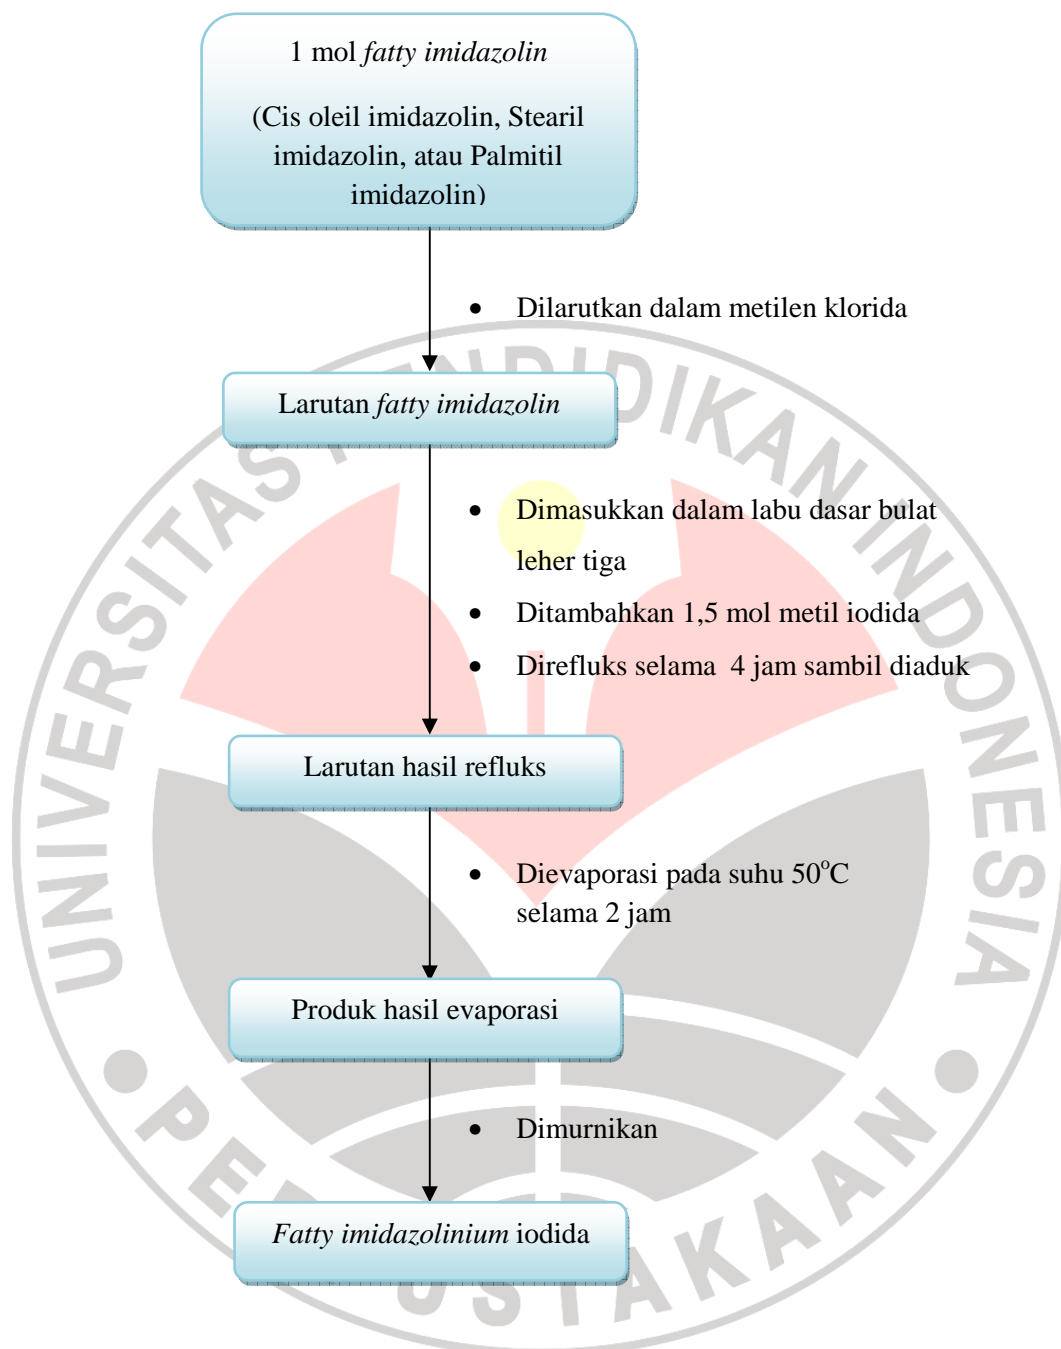 1 mol fatty imidazolin
(Cis oleil imidazolin, Stearil
imidazolin, atau Palmitil
imidazolin)
• Dilarutkan dalam metilen klorida
Larutan fatty imidazolin
• Dimasukkan dalam labu dasar bulat
leher tiga
• Ditambahkan 1,5 mol metil iodida
• Direfluks selama 4 jam sambil diaduk
Larutan hasil refluks
• Dievaporasi pada suhu 50°C
selama 2 jam
Produk hasil evaporasi
• Dimurnikan
Fatty imidazolinium iodida
UNIVERSITAS PENDIDIKAN INDONESIA
PERPUSTAKAAN